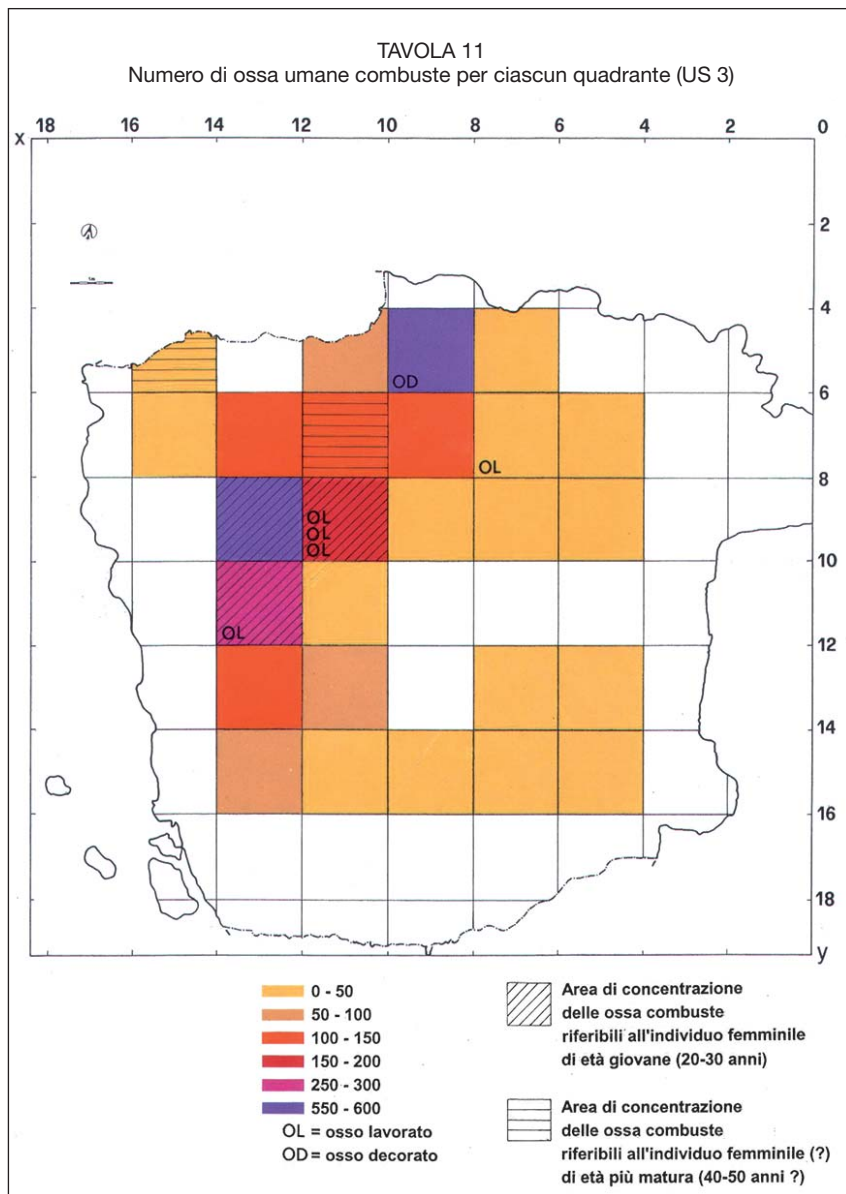 TAVOLA 11
Numero di ossa umane combuste per ciascun quadrante (US 3)
x 18 16 14 12 10 8 6 4 2 0
2
4
OD
6
OL
8
OL
OL
OL
10
OL
12
14
16
18
y
0 - 50
50 - 100
100 - 150
150 - 200
250 - 300
550 - 600
OL = osso lavorato
OD = osso decorato
Area di concentrazione
delle ossa combuste
riferibili all'individuo femminile
di età giovane (20-30 anni)
Area di concentrazione
delle ossa combuste
riferibili all'individuo femminile (?)
di età più matura (40-50 anni ?)